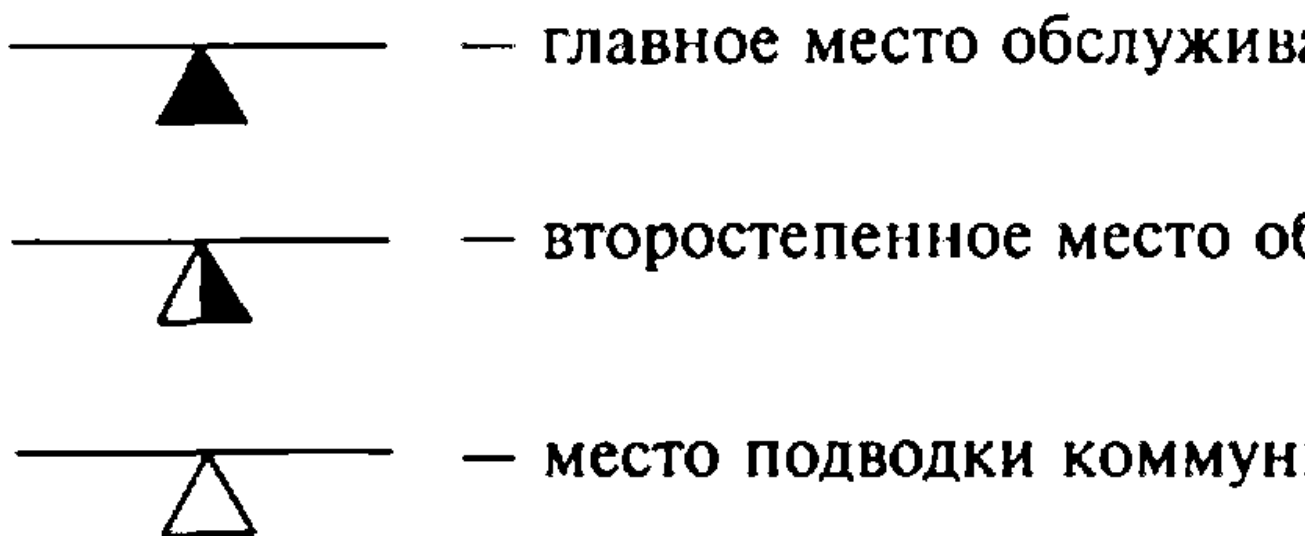 — главное место обслужива
— второстепенное место об
— место подводки коммун